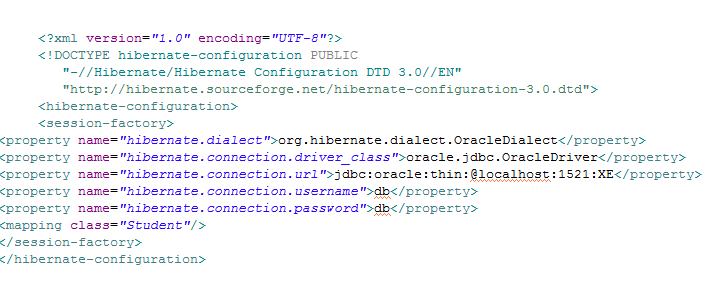 <?xml version="1.0" encoding="UTF-8"?>
<!DOCTYPE hibernate-configuration PUBLIC
"-//Hibernate/Hibernate Configuration DTD 3.0//EN"
"http://hibernate.sourceforge.net/hibernate-configuration-3.0.dtd">
<hibernate-configuration>
<session-factory>
<property name="hibernate.dialect">org.hibernate.dialect.OracleDialect</property>
<property name="hibernate.connection.driver_class">oracle.jdbc.OracleDriver</property>
<property name="hibernate.connection.url">jdbc:oracle:thin:@localhost:1521:XE</property>
<property name="hibernate.connection.username">db</property>
<property name="hibernate.connection.password">db</property>
<mapping class="Student"/>
</session-factory>
</hibernate-configuration>